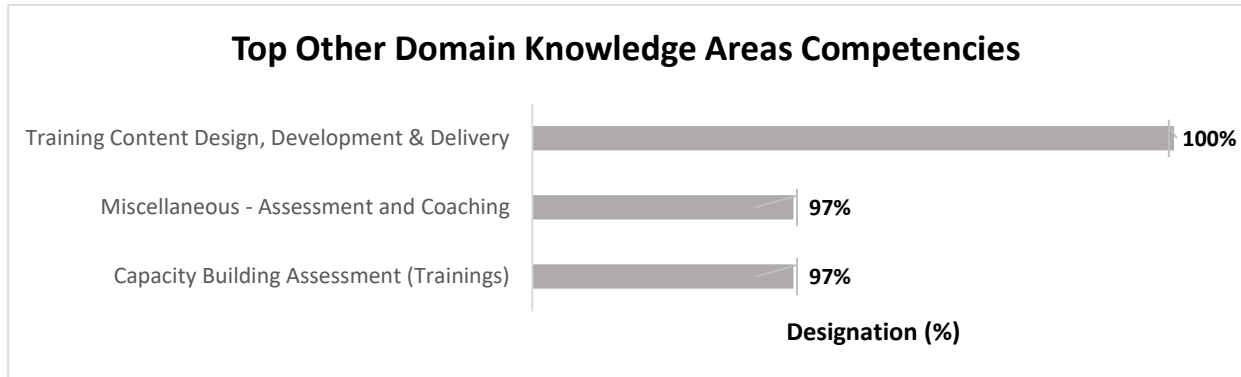 Top Other Domain Knowledge Areas Competencies
Training Content Design, Development & Delivery
100%
Miscellaneous - Assessment and Coaching
97%
Capacity Building Assessment (Trainings)
97%
Designation (%)